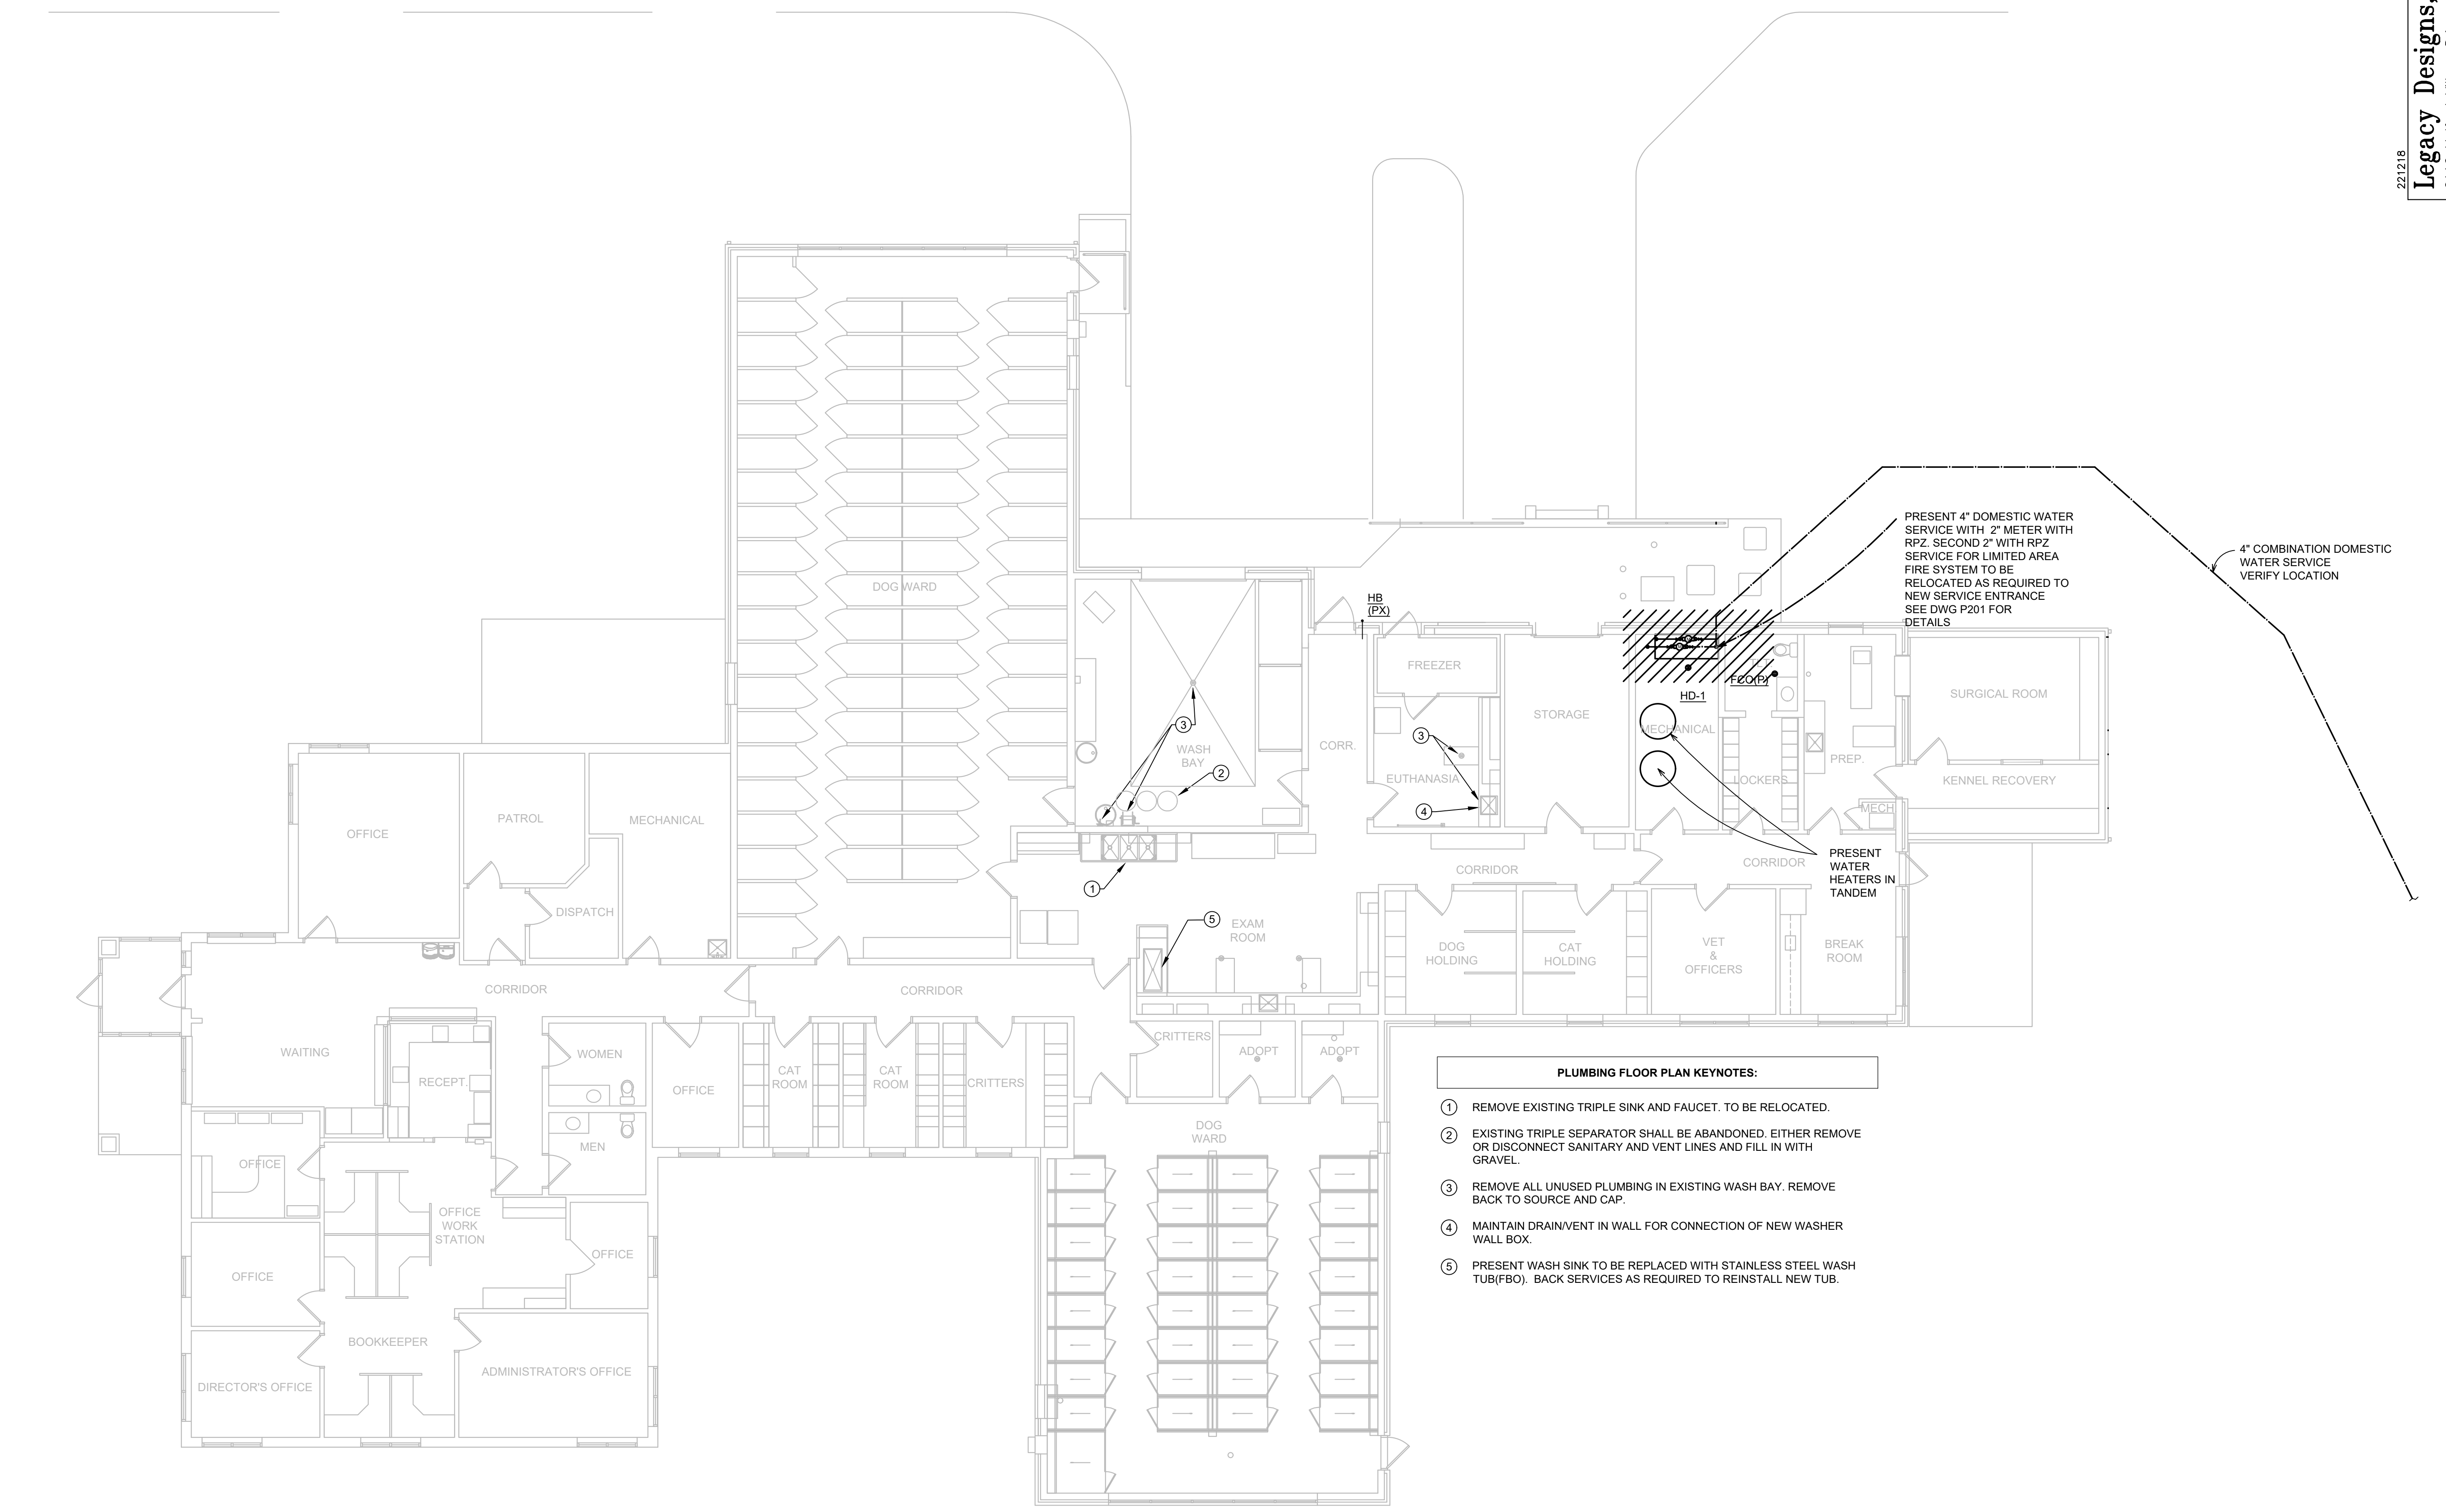 221218
Legacy Designs,
PRESENT 4" DOMESTIC WATER
SERVICE WITH 2" METER WITH
RPZ. SECOND 2" WITH RPZ
SERVICE FOR LIMITED AREA
FIRE SYSTEM TO BE
RELOCATED AS REQUIRED TO
NEW SERVICE ENTRANCE
SEE DWG P201 FOR
DETAILS
4" COMBINATION DOMESTIC
WATER SERVICE
VERIFY LOCATION
DOG WARD
HB
(PX)
FREEZER
FCO(P)
HD-1
SURGICAL ROOM
STORAGE
MECHANICAL
3
3
WASH
BAY
CORR.
2
EUTHANASIA
4
LOCKERS
PREP.
KENNEL RECOVERY
MECH
OFFICE
PATROL
MECHANICAL
DISPATCH
1
CORRIDOR
CORRIDOR
PRESENT
WATER
HEATERS IN
TANDEM
5
EXAM
ROOM
DOG
HOLDING
CAT
HOLDING
VET
&
OFFICERS
BREAK
ROOM
CORRIDOR
CORRIDOR
WAITING
RECEPT.
WOMEN
MEN
OFFICE
CAT
ROOM
CAT
ROOM
CRITTERS
CRITTERS
ADOPT
ADOPT
DOG
WARD
OFFICE
OFFICE
WORK
STATION
OFFICE
OFFICE
BOOKKEEPER
DIRECTOR'S OFFICE
ADMINISTRATOR'S OFFICE
PLUMBING FLOOR PLAN KEYNOTES:
1 REMOVE EXISTING TRIPLE SINK AND FAUCET. TO BE RELOCATED.
2 EXISTING TRIPLE SEPARATOR SHALL BE ABANDONED. EITHER REMOVE
OR DISCONNECT SANITARY AND VENT LINES AND FILL IN WITH
GRAVEL.
3 REMOVE ALL UNUSED PLUMBING IN EXISTING WASH BAY. REMOVE
BACK TO SOURCE AND CAP.
4 MAINTAIN DRAIN/VENT IN WALL FOR CONNECTION OF NEW WASHER
WALL BOX.
5 PRESENT WASH SINK TO BE REPLACED WITH STAINLESS STEEL WASH
TUB(FBO). BACK SERVICES AS REQUIRED TO REINSTALL NEW TUB.